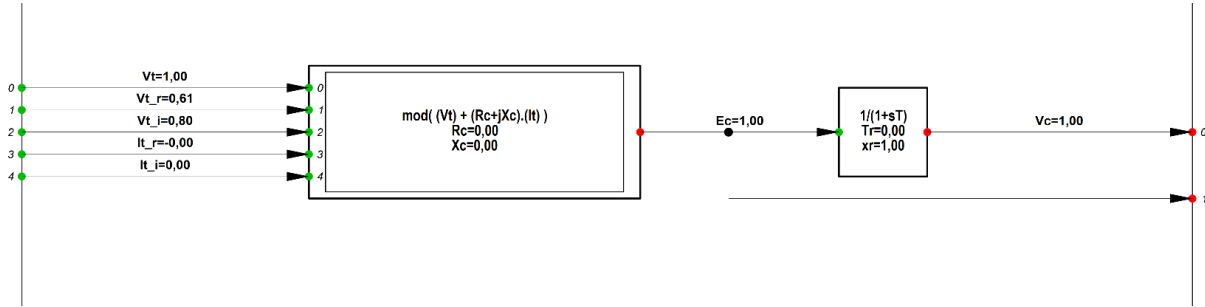 Vt=1,00
0
0
Vt_r=0,61
1
1
Vt_i=0,80
2
2
It_r=-0,00
3
3
It_i=0,00
4
4
mod( (Vt) + (Rc+jXc).(It) )
Rc=0,00
Xc=0,00
Ec=1,00
1/(1+sT)
Tr=0,00
xr=1,00
Vc=1,00
0
1